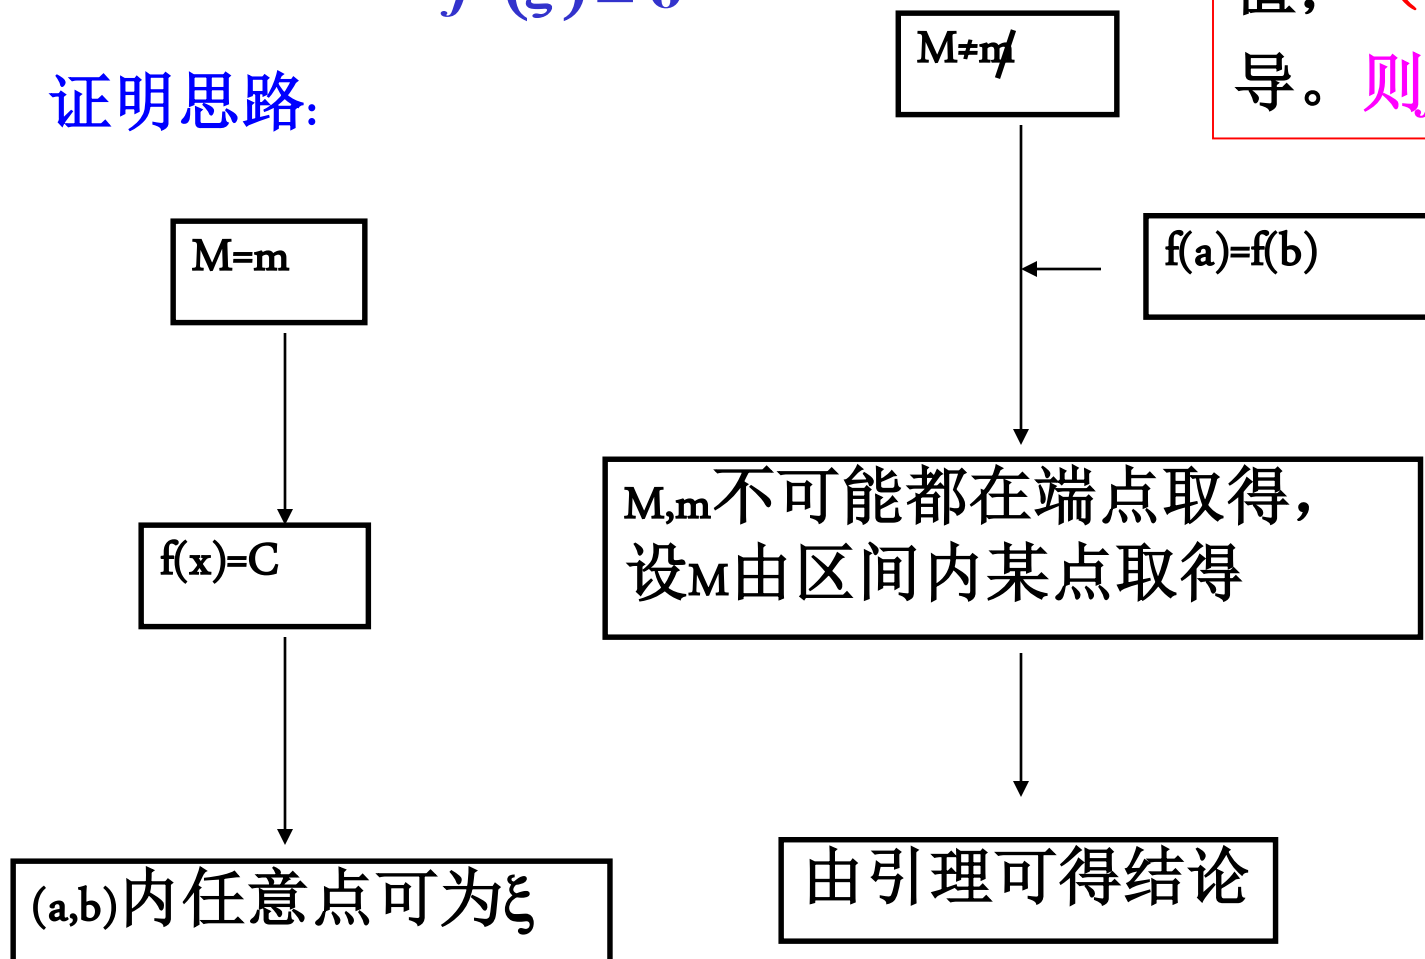 证明思路:
M≠m
导。则
M=m
f(a)=f(b)
M,m不可能都在端点取得，
设M由区间内某点取得
f(x)=C
(a,b)内任意点可为ξ
由引理可得结论